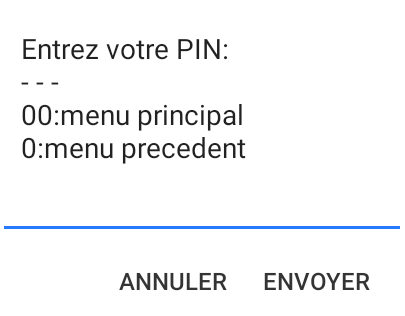 Entrez votre PIN:
- - -
00:menu principal
0:menu precedent
ANNULER ENVOYER